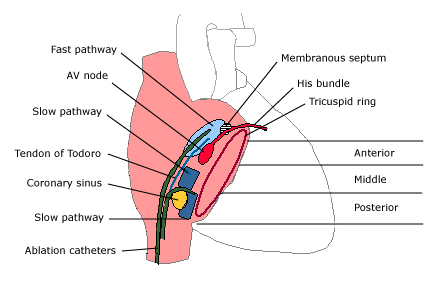 Fast pathway
AV node
Slow pathway
Tendon of Todoro
Coronary sinus
Slow pathway
Ablation catheters
Membranous septum
His bundle
Tricuspid ring
Anterior
Middle
Posterior